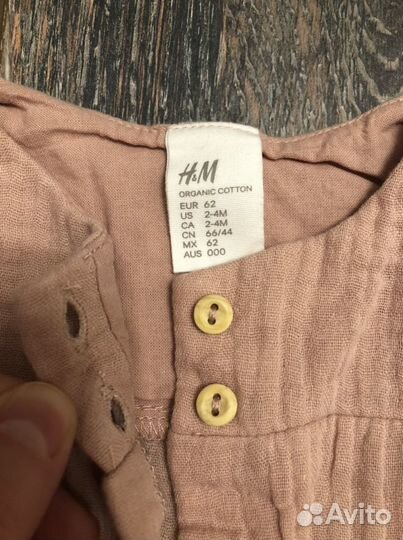 H&M
ORGANIC COTTON
EUR 62
US 2-4M
CA 2-4M
CN 66/44
MX 62
AUS 000
Avito